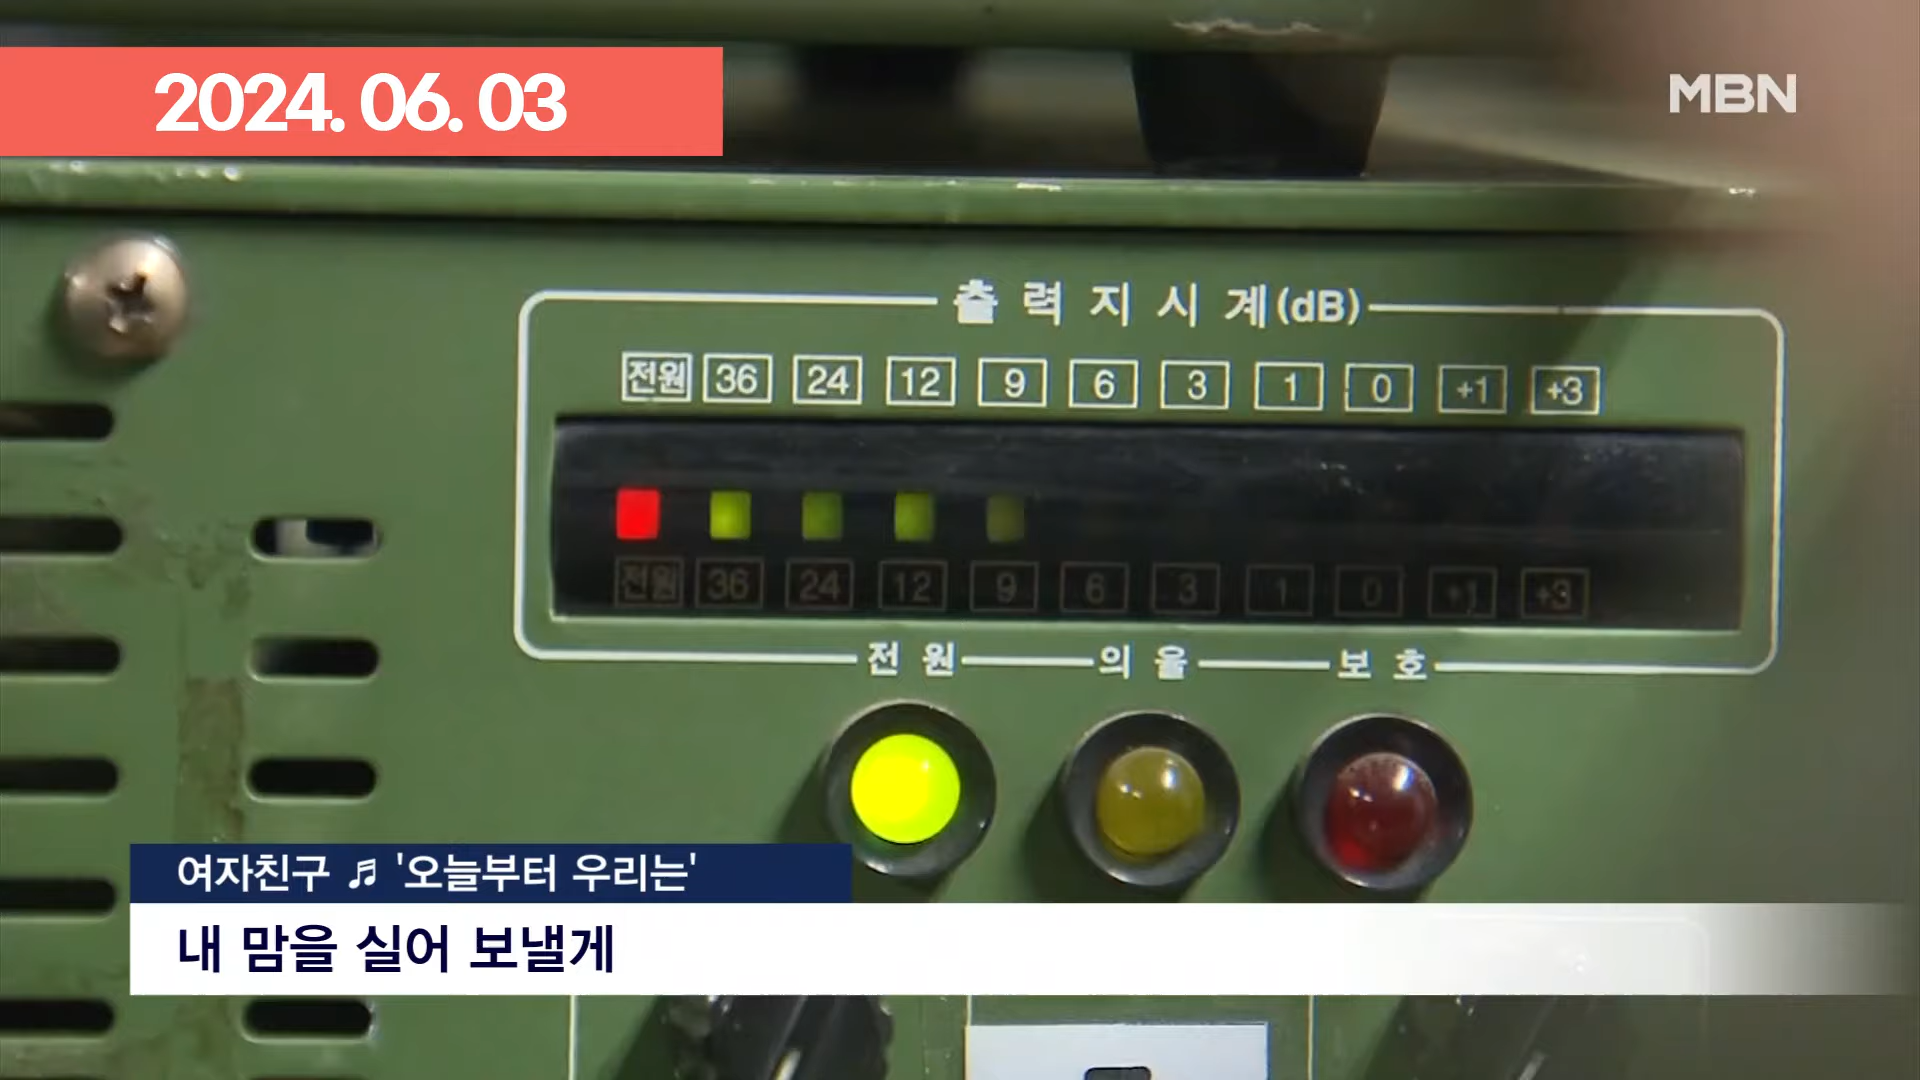 2024. 06. 03
MBN
출력지시계(dB)
전원 36 24 12 9 6 3 1 0 +1 +3
전원 36 24 12 9 6 3 1 0 +1 +3
전원 의율 보호
여자친구 ♬ '오늘부터 우리는'
내 맘을 실어 보낼게